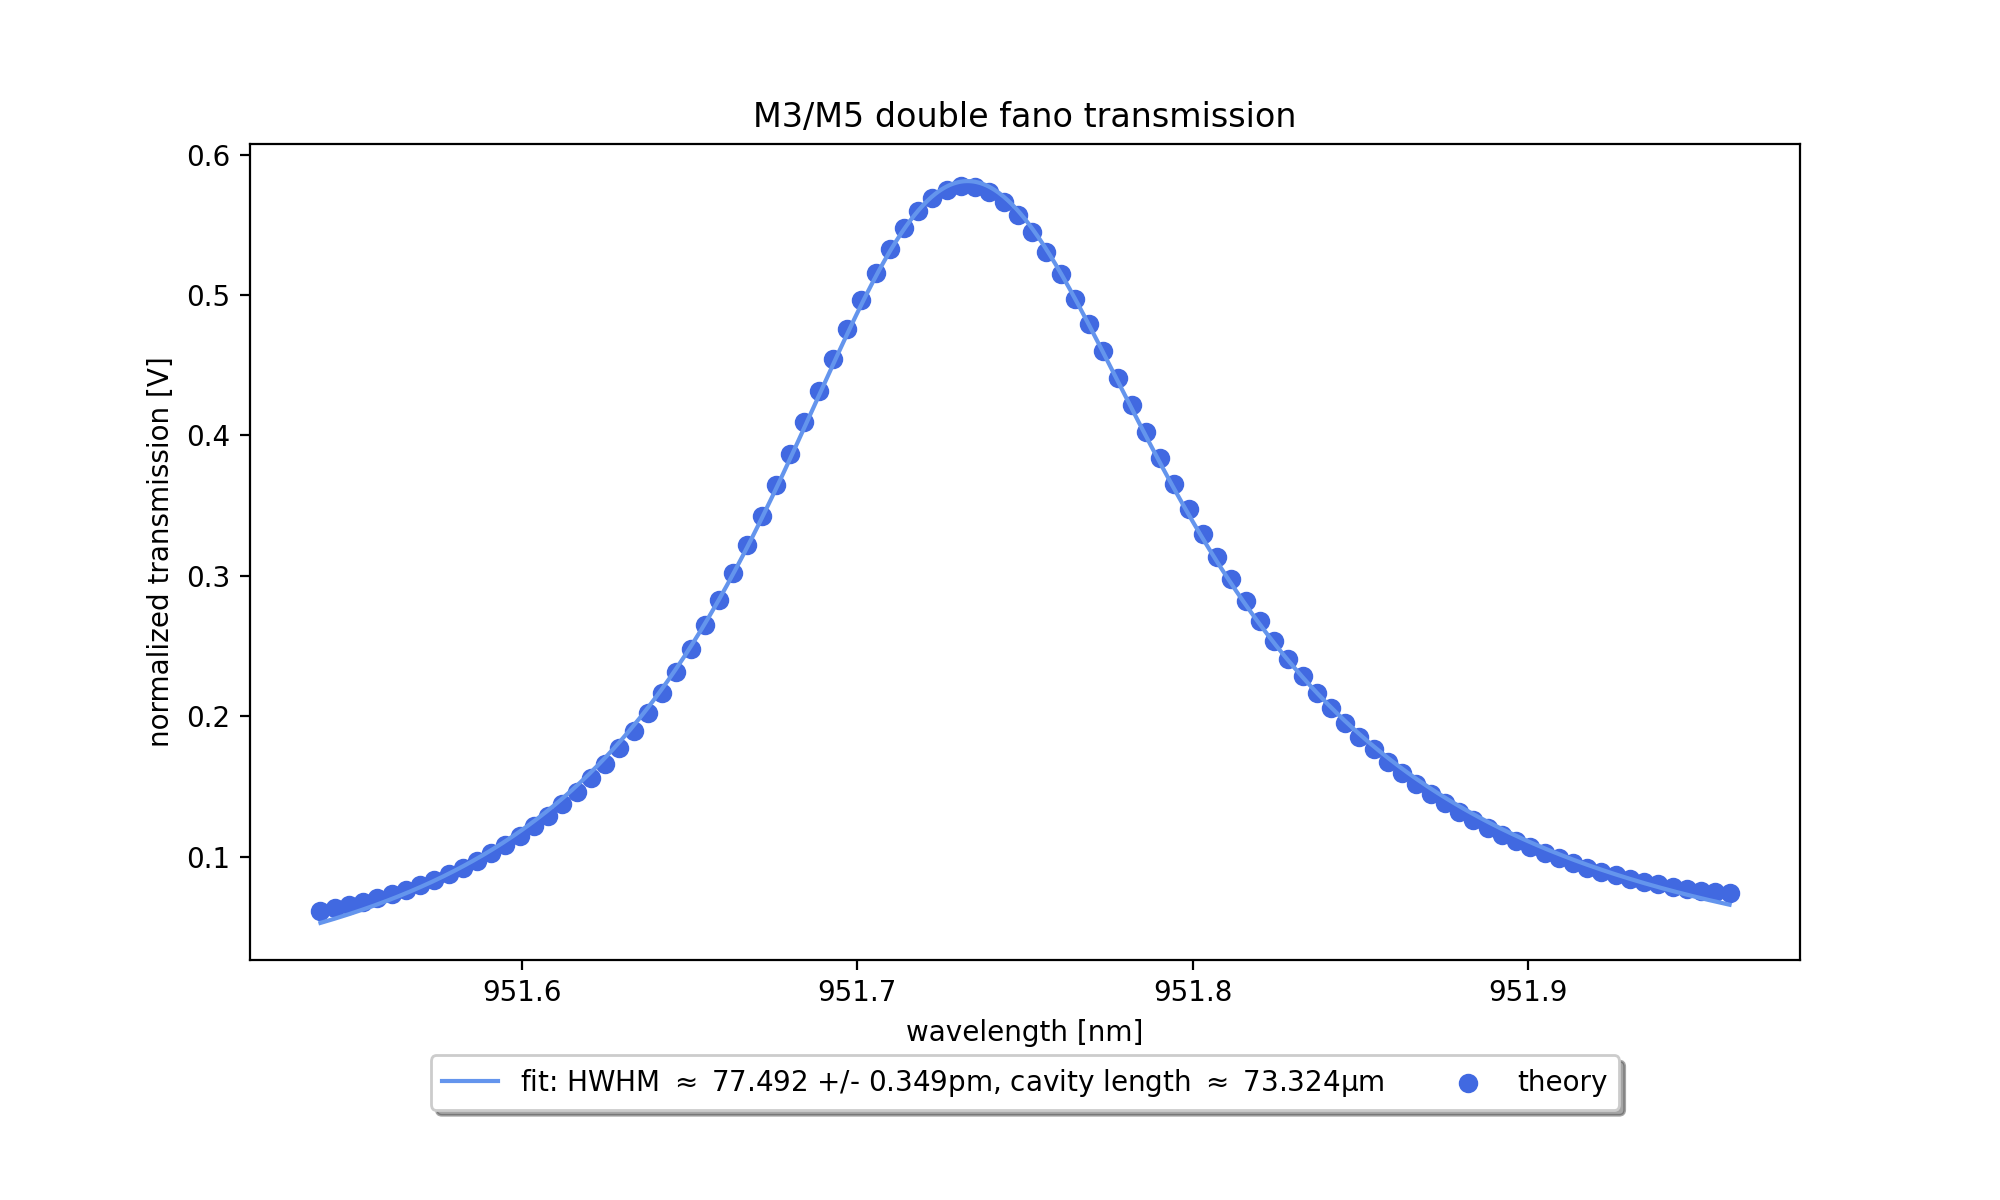 M3/M5 double fano transmission
0.6
0.5
0.4
0.3
0.2
0.1
normalized transmission [V]
951.6 951.7 951.8 951.9
wavelength [nm]
fit: HWHM ≈ 77.492 +/- 0.349pm, cavity length ≈ 73.324μm theory